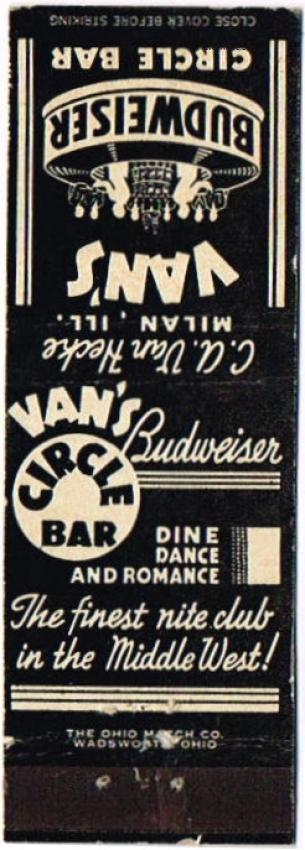 CLOSE COVER BEFORE STRIKING
CIRCLE BAR
BUDWEISER
VAN'S
MILAN, ILL.
C.A. Van Hecke
VAN'S
CIRCLE
BAR
Budweiser
DINE
DANCE
AND ROMANCE
The finest nite club
in the Middle West!
THE OHIO MATCH CO.
WADSWORTH, OHIO